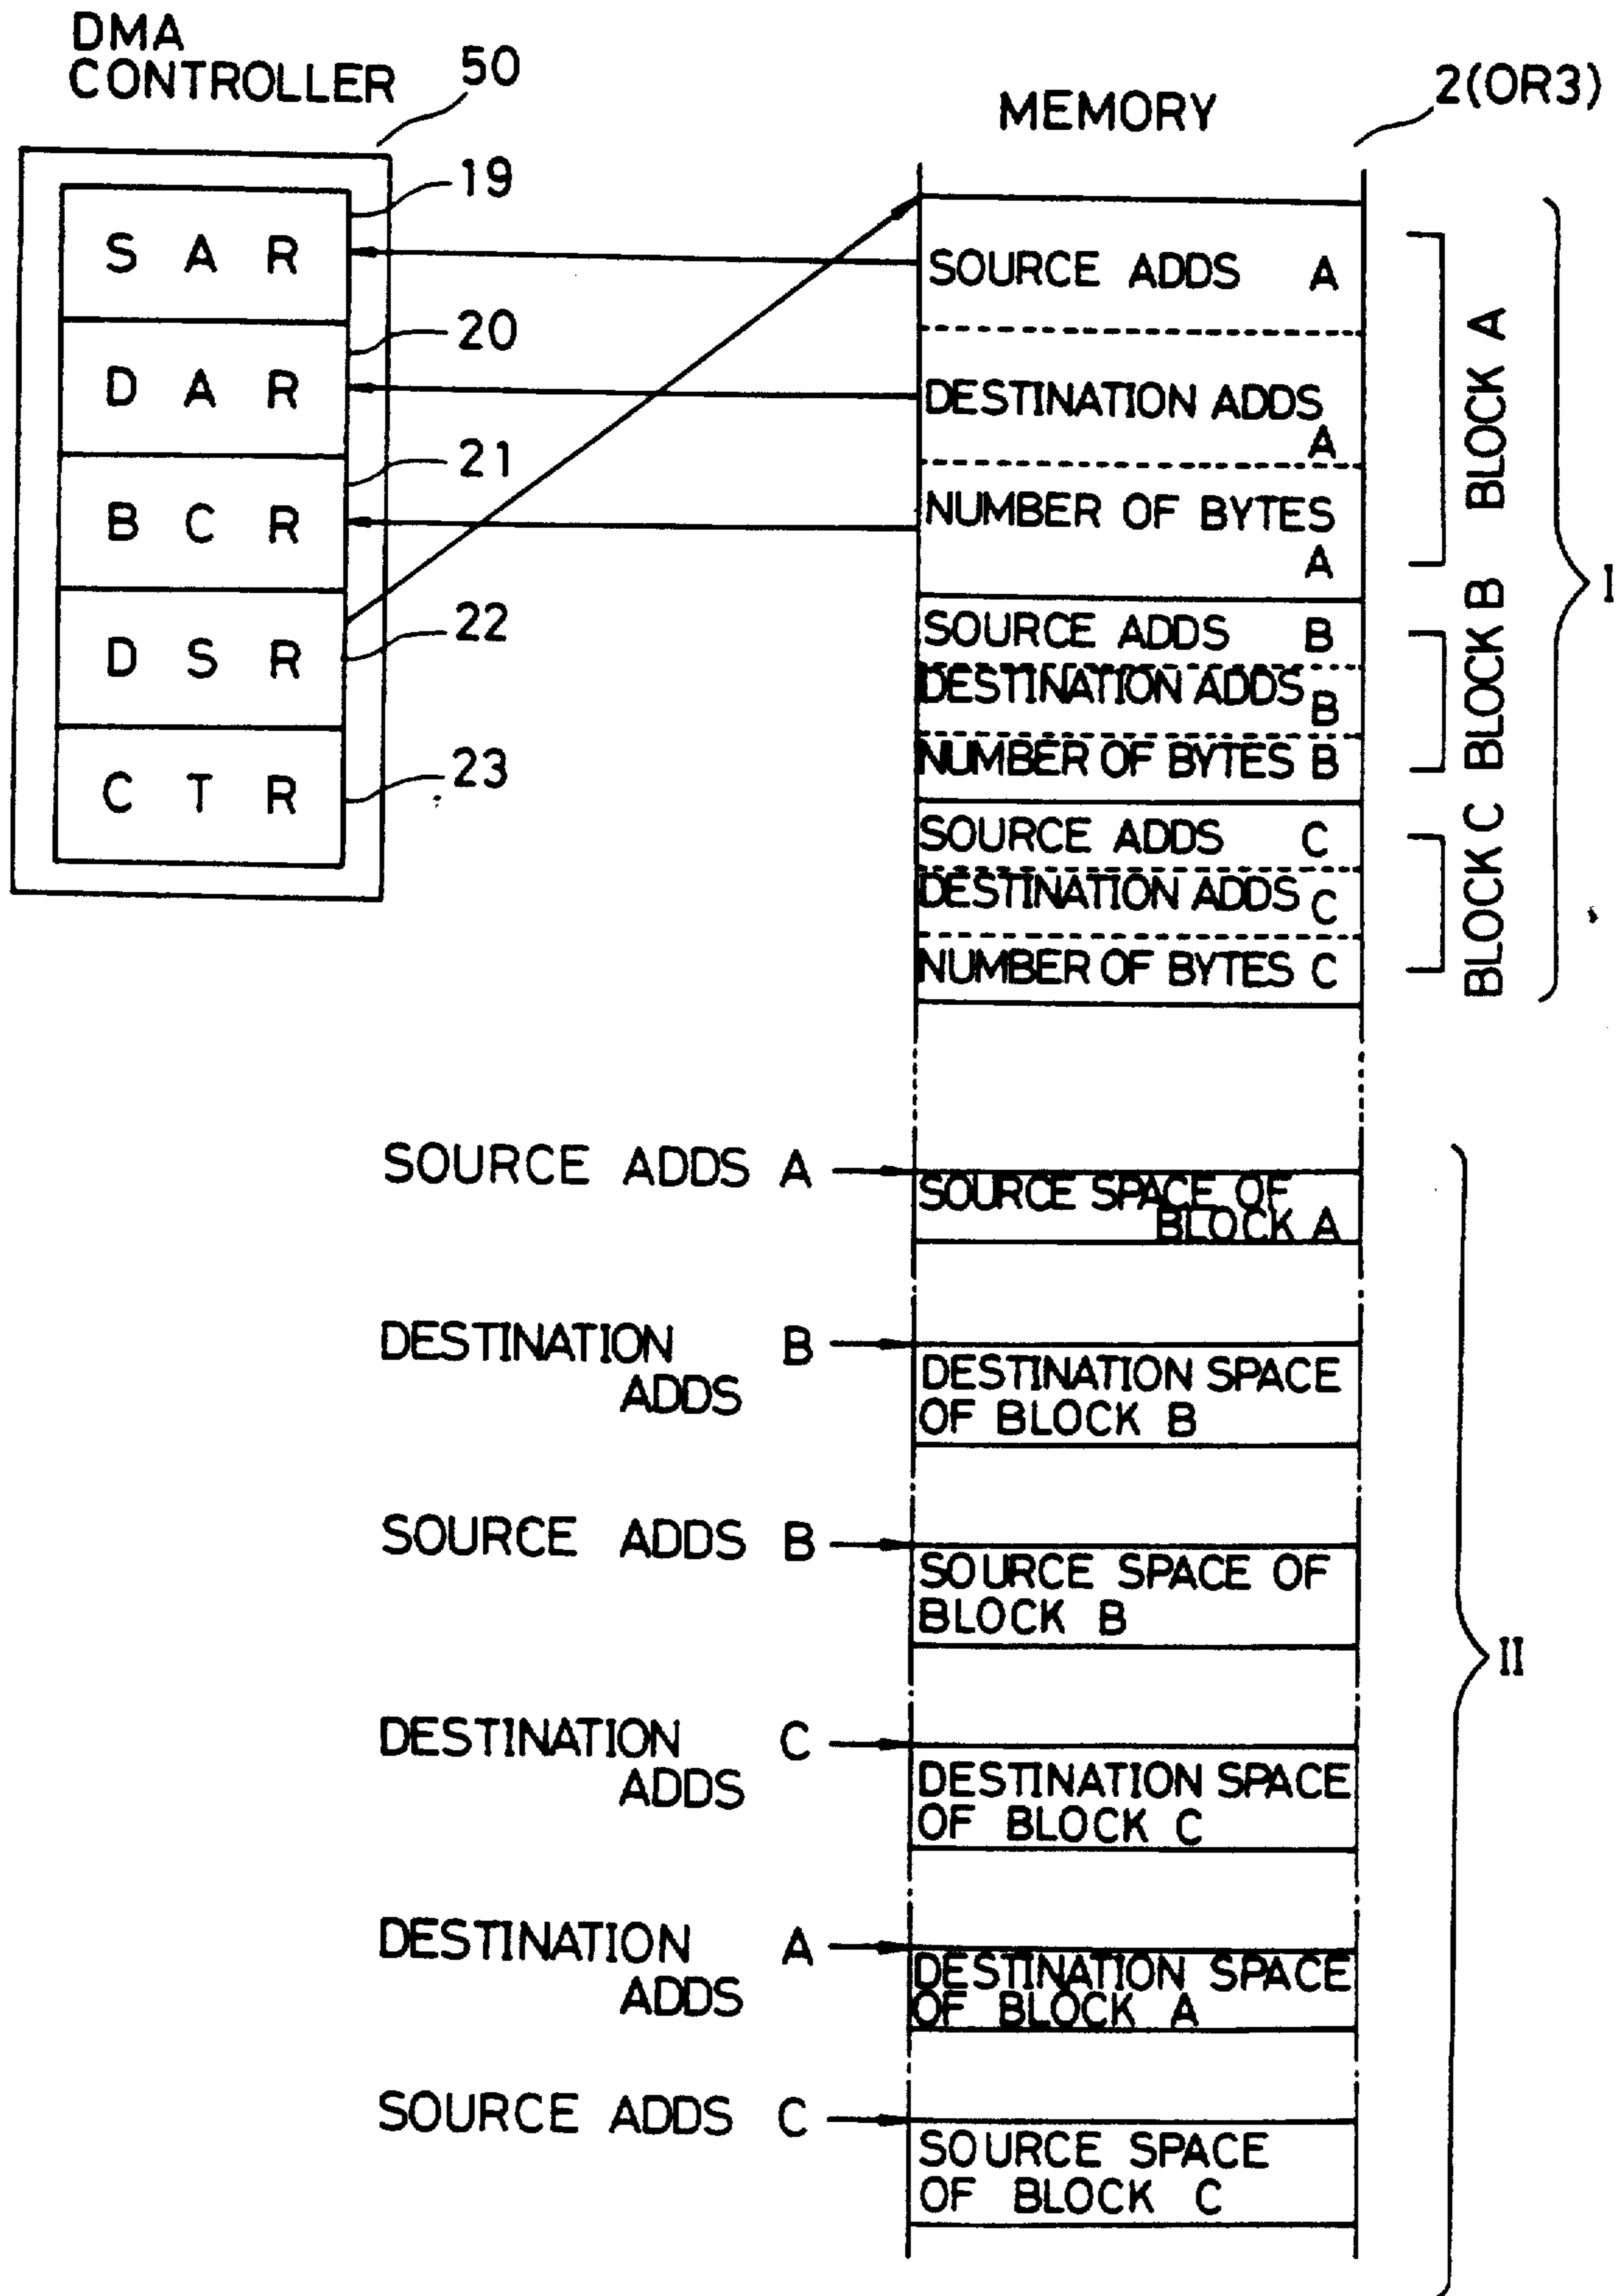 DMA
CONTROLLER
50
MEMORY
2(OR3)
19
S A R
20
D A R
21
B C R
22
D S R
23
C T R
SOURCE ADDS A
DESTINATION ADDS
A
NUMBER OF BYTES
A
SOURCE ADDS B
DESTINATION ADDS B
NUMBER OF BYTES B
SOURCE ADDS C
DESTINATION ADDS C
NUMBER OF BYTES C
BLOCK A
BLOCK B
BLOCK C
I
SOURCE ADDS A
SOURCE SPACE OF
BLOCK A
DESTINATION B
ADDS
DESTINATION SPACE
OF BLOCK B
SOURCE ADDS B
SOURCE SPACE OF
BLOCK B
II
DESTINATION C
ADDS
DESTINATION SPACE
OF BLOCK C
DESTINATION A
ADDS
DESTINATION SPACE
OF BLOCK A
SOURCE ADDS C
SOURCE SPACE
OF BLOCK C